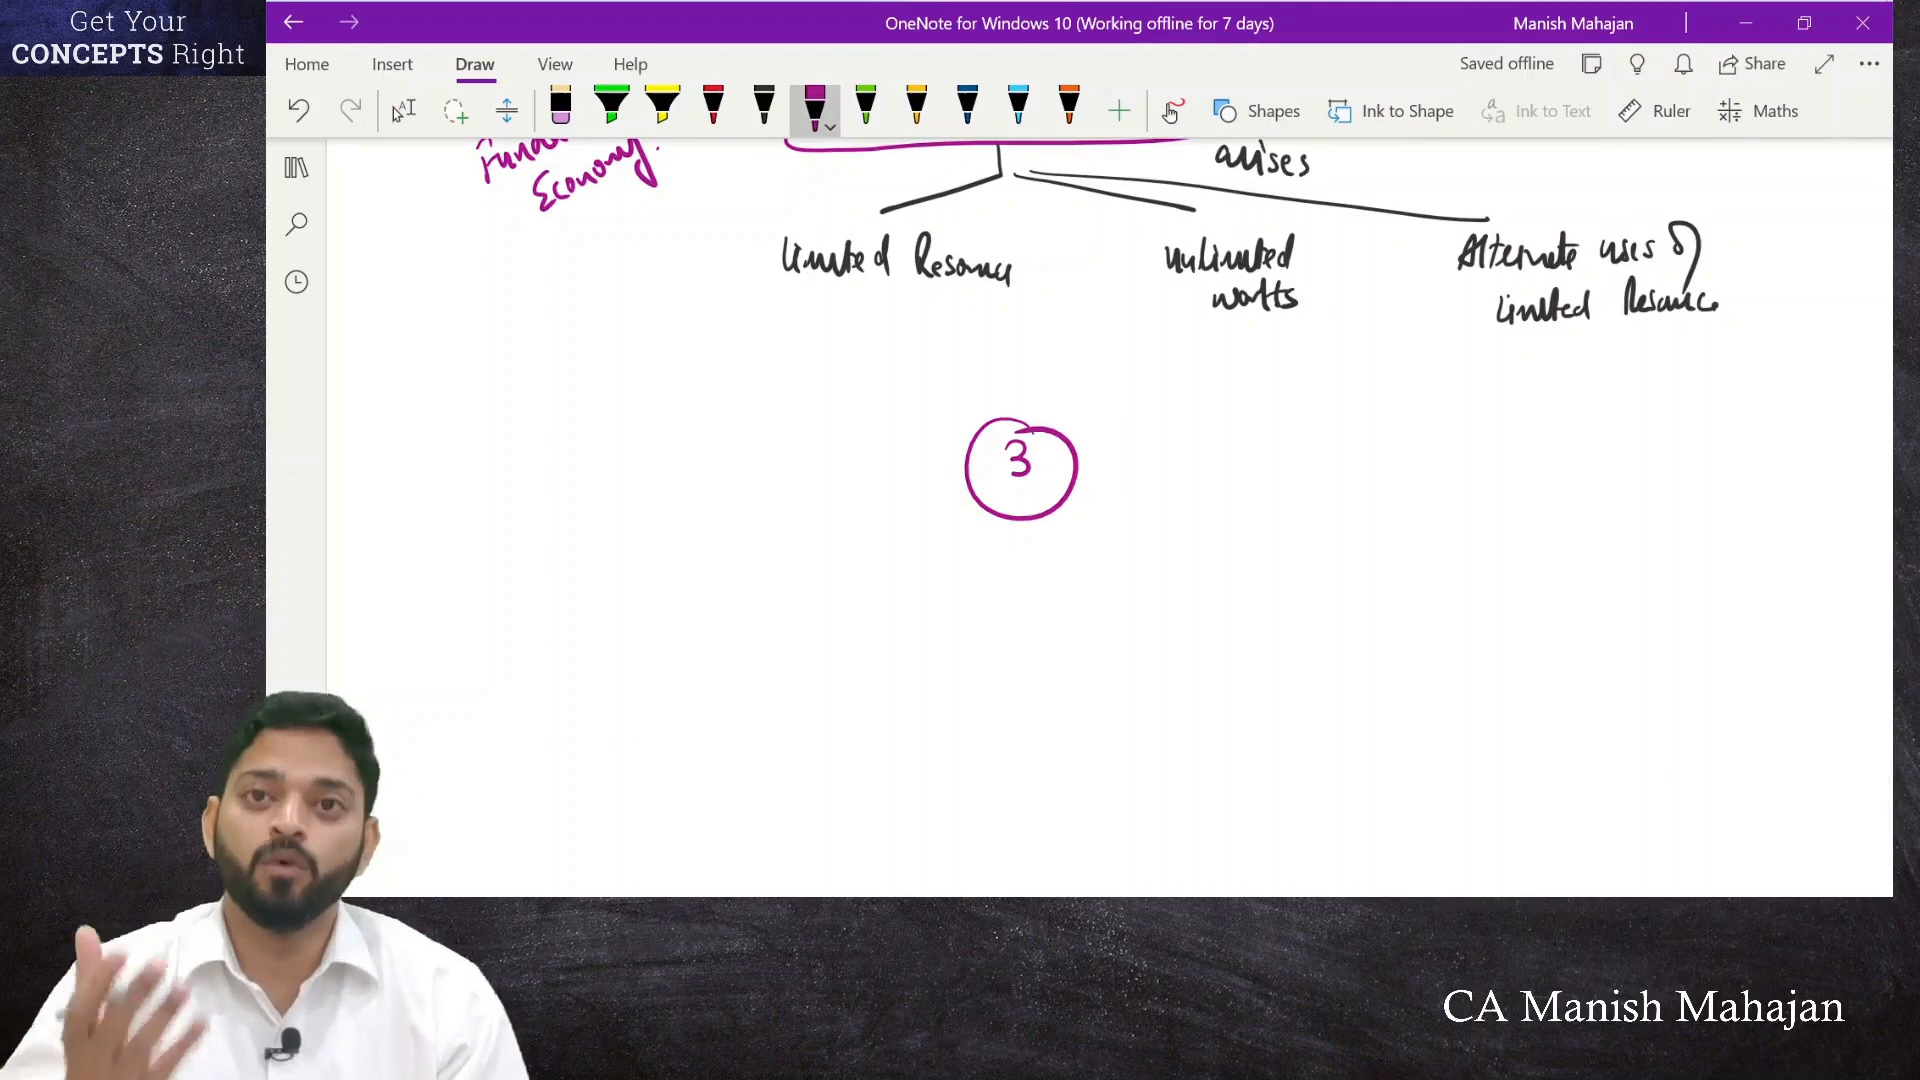 Get Your
CONCEPTS Right
OneNote for Windows 10 (Working offline for 7 days)
Manish Mahajan
Home Insert Draw View Help
Saved offline
Share
Shapes
Ink to Shape
Ink to Text
Ruler
Maths
Economy.
arises
Limited Resource
unlimited
wants
Alternate uses of
limited Resource
3
CA Manish Mahajan